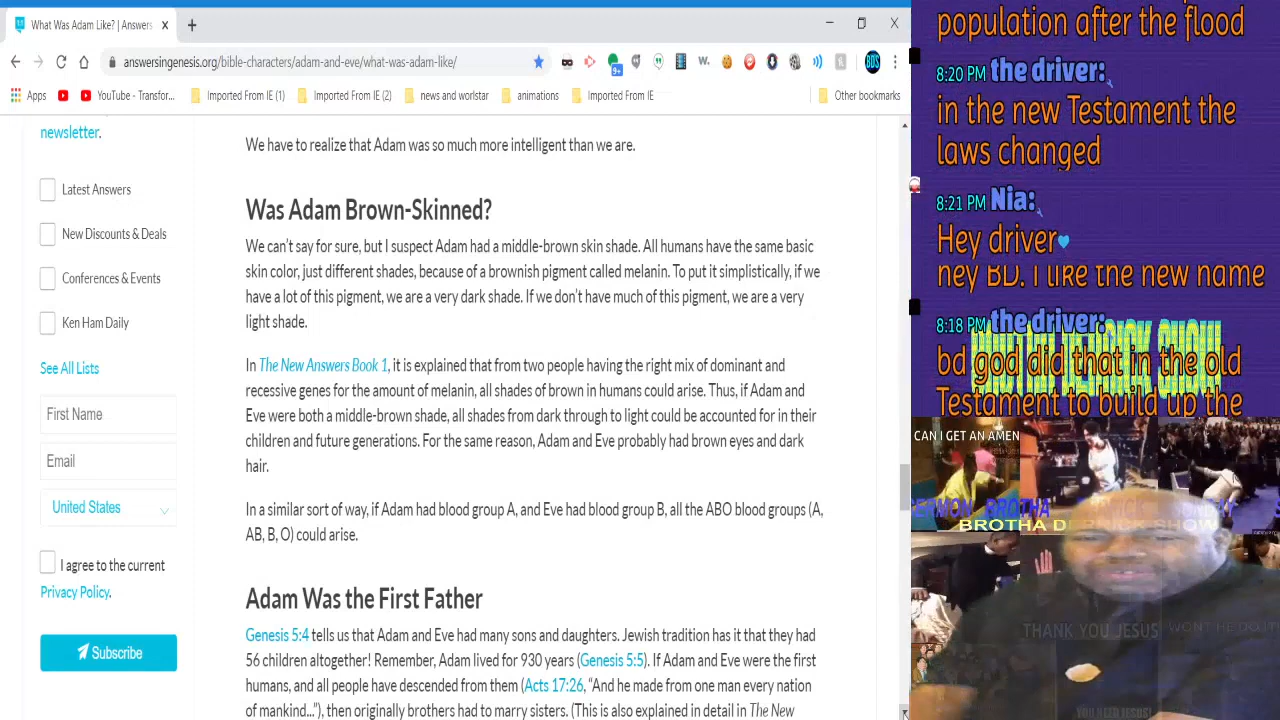 What Was Adam Like? | Answers
answersingenesis.org/bible-characters/adam-and-eve/what-was-adam-like/
Apps
YouTube - Transfor...
Imported From IE (1)
Imported From IE (2)
news and worlstar
animations
Imported From IE
Other bookmarks
newsletter.
Latest Answers
New Discounts & Deals
Conferences & Events
Ken Ham Daily
See All Lists
First Name
Email
United States
I agree to the current
Privacy Policy.
Subscribe
We have to realize that Adam was so much more intelligent than we are.
Was Adam Brown-Skinned?
We can't say for sure, but I suspect Adam had a middle-brown skin shade. All humans have the same basic
skin color, just different shades, because of a brownish pigment called melanin. To put it simplistically, if we
have a lot of this pigment, we are a very dark shade. If we don't have much of this pigment, we are a very
light shade.
In The New Answers Book 1, it is explained that from two people having the right mix of dominant and
recessive genes for the amount of melanin, all shades of brown in humans could arise. Thus, if Adam and
Eve were both a middle-brown shade, all shades from dark through to light could be accounted for in their
children and future generations. For the same reason, Adam and Eve probably had brown eyes and dark
hair.
In a similar sort of way, if Adam had blood group A, and Eve had blood group B, all the ABO blood groups (A,
AB, B, O) could arise.
Adam Was the First Father
Genesis 5:4 tells us that Adam and Eve had many sons and daughters. Jewish tradition has it that they had
56 children altogether! Remember, Adam lived for 930 years (Genesis 5:5). If Adam and Eve were the first
humans, and all people have descended from them (Acts 17:26, “And he made from one man every nation
of mankind...”), then originally brothers had to marry sisters. (This is also explained in detail in The New
population after the flood
8:20 PM the driver:
in the new Testament the
laws changed
8:21 PM Nia:
Hey driver
hey BD. I like the new name
8:18 PM the driver:
bd god did that in the old
Testament to build up the
CAN I GET AN AMEN
SERMON BROTHA
BROTHA DERRICK SHOW
THANK YOU JESUS
WONT HE DO IT
YOU NEED JESUS!